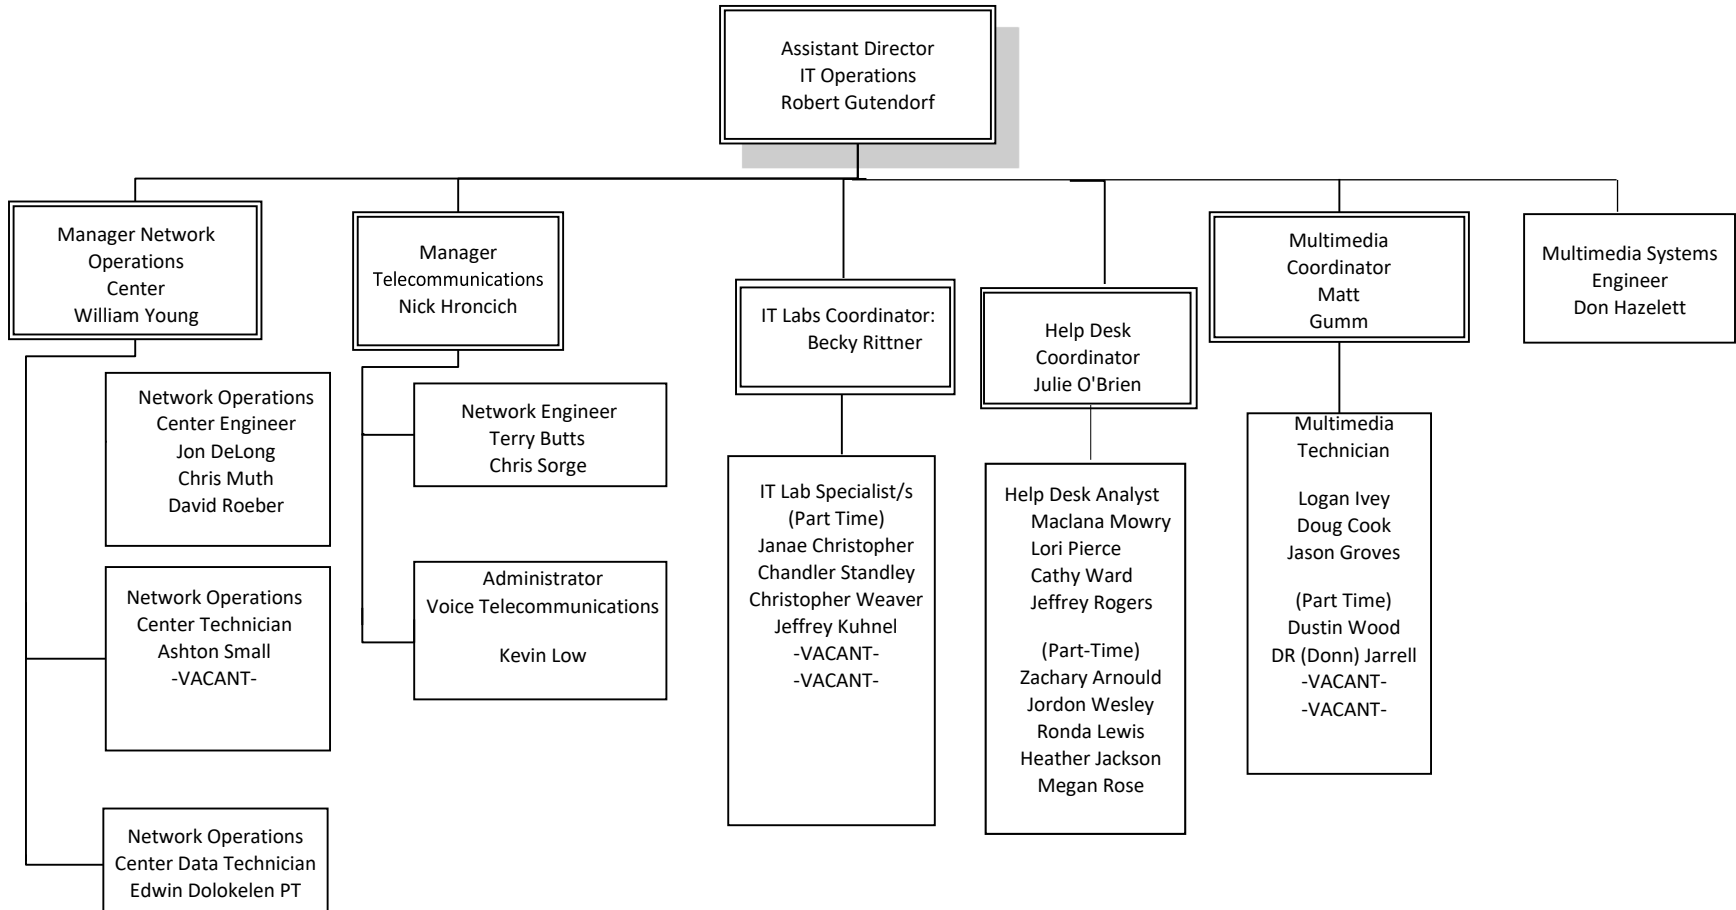 Assistant Director
IT Operations
Robert Gutendorf
Manager Network
Operations
Center
William Young
Manager
Telecommunications
Nick Hroncich
IT Labs Coordinator:
Becky Rittner
Help Desk
Coordinator
Julie O'Brien
Multimedia
Coordinator
Matt
Gumm
Multimedia Systems
Engineer
Don Hazelett
Network Operations
Center Engineer
Jon DeLong
Chris Muth
David Roeber
Network Operations
Center Technician
Ashton Small
-VACANT-
Network Operations
Center Data Technician
Edwin Dolokelen PT
Network Engineer
Terry Butts
Chris Sorge
Administrator
Voice Telecommunications
Kevin Low
IT Lab Specialist/s
(Part Time)
Janae Christopher
Chandler Standley
Christopher Weaver
Jeffrey Kuhnel
-VACANT-
-VACANT-
Help Desk Analyst
Maclana Mowry
Lori Pierce
Cathy Ward
Jeffrey Rogers
(Part-Time)
Zachary Arnould
Jordon Wesley
Ronda Lewis
Heather Jackson
Megan Rose
Multimedia
Technician
Logan Ivey
Doug Cook
Jason Groves
(Part Time)
Dustin Wood
DR (Donn) Jarrell
-VACANT-
-VACANT-